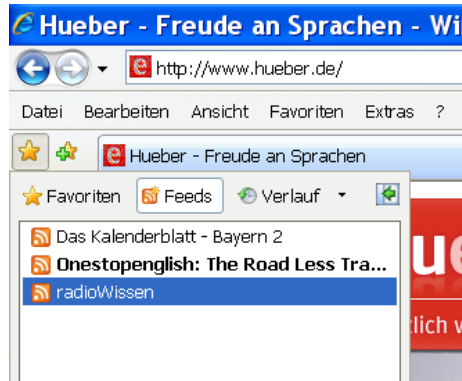 Hueber - Freude an Sprachen - Wi
http://www.hueber.de/
Datei Bearbeiten Ansicht Favoriten Extras ?
Hueber - Freude an Sprachen
Favoriten Feeds Verlauf
Das Kalenderblatt - Bayern 2
Onestopenglish: The Road Less Tra...
radioWissen
ue
lich v